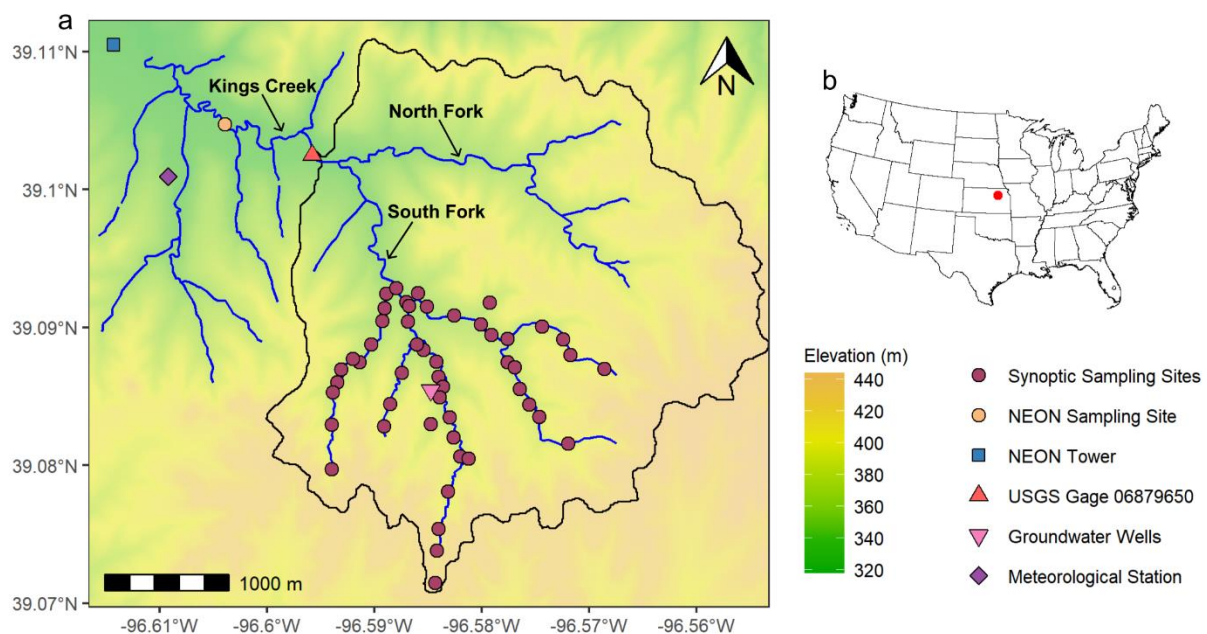 a
39.11°N
39.1°N
39.09°N
39.08°N
39.07°N
-96.61°W
-96.6°W
-96.59°W
-96.58°W
-96.57°W
-96.56°W
Kings Creek
North Fork
South Fork
N
1000 m
b
Elevation (m)
440
420
400
380
360
340
320
Synoptic Sampling Sites
NEON Sampling Site
NEON Tower
USGS Gage 06879650
Groundwater Wells
Meteorological Station